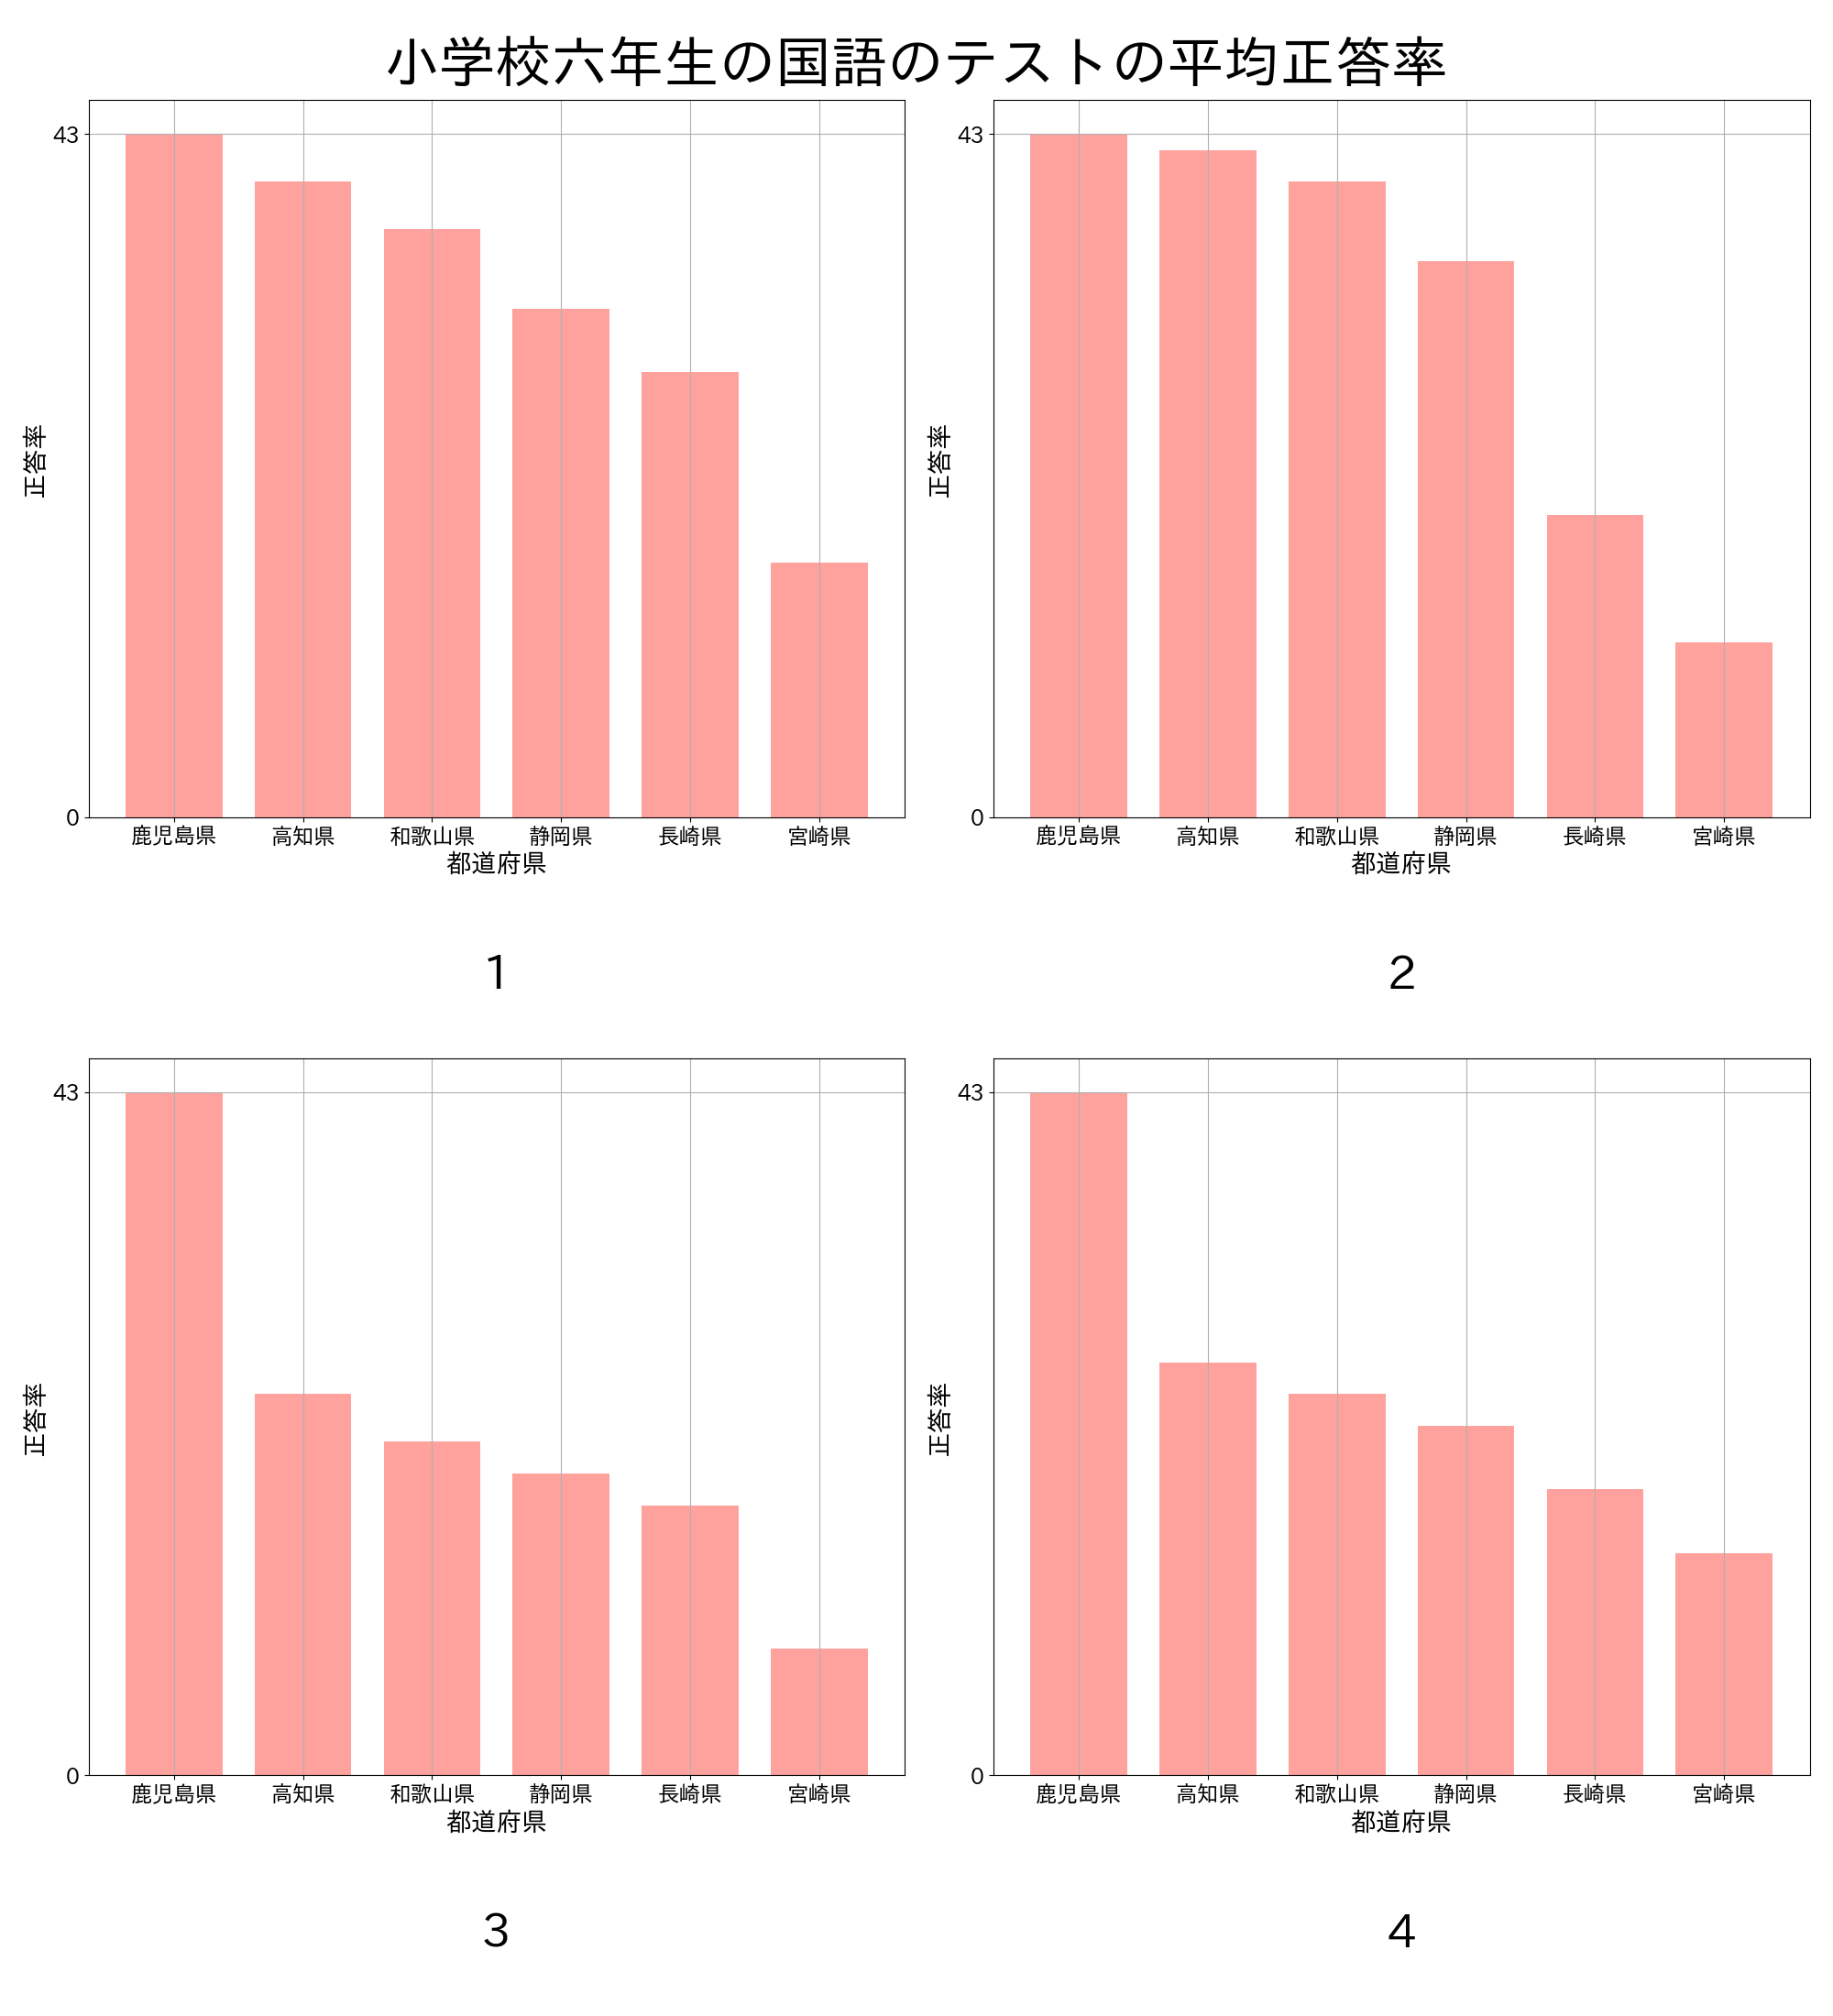 小学校六年生の国語のテストの平均正答率
43
0
正答率
鹿児島県 高知県 和歌山県 静岡県 長崎県 宮崎県
都道府県
1
43
0
正答率
鹿児島県 高知県 和歌山県 静岡県 長崎県 宮崎県
都道府県
2
43
0
正答率
鹿児島県 高知県 和歌山県 静岡県 長崎県 宮崎県
都道府県
3
43
0
正答率
鹿児島県 高知県 和歌山県 静岡県 長崎県 宮崎県
都道府県
4